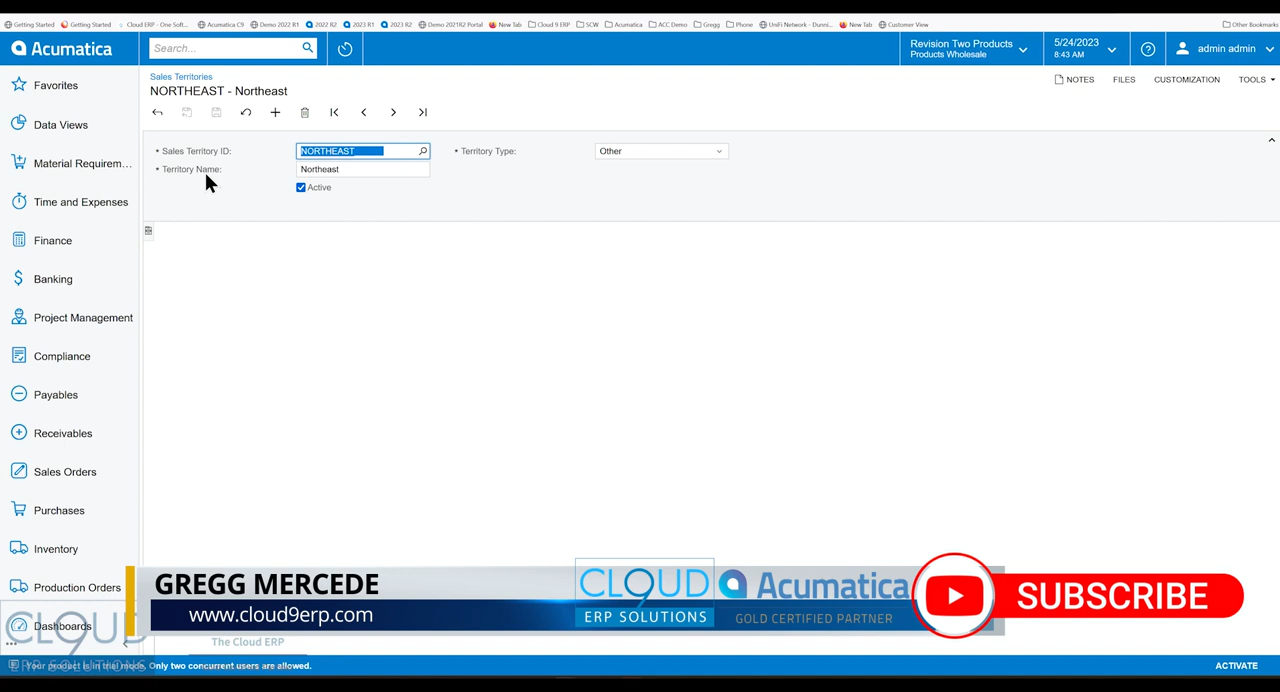 Getting Started Getting Started Cloud ERP - One Soft... Acumatica C9 Demo 2022 R1 2022 R2 2023 R1 2023 R2 Demo 2021R2 Portal New Tab Cloud 9 ERP SCW Acumatica ACC Demo Gregg Phone UniFi Network - Dunni... New Tab Customer View Other Bookmarks
Acumatica
Search...
Revision Two Products
Products Wholesale
5/24/2023
8:43 AM
admin admin
Favorites
Data Views
Material Requirem...
Time and Expenses
Finance
Banking
Project Management
Compliance
Payables
Receivables
Sales Orders
Purchases
Inventory
Production Orders
Dashboards
Sales Territories
NORTHEAST - Northeast
NOTES FILES CUSTOMIZATION TOOLS
• Sales Territory ID: NORTHEAST
• Territory Type: Other
• Territory Name: Northeast
Active
GREGG MERCEDE
www.cloud9erp.com
CLOUD9
ERP SOLUTIONS
Acumatica
GOLD CERTIFIED PARTNER
SUBSCRIBE
CLOUD
ERP SOLUTIONS
The Cloud ERP
Your product is in trial mode. Only two concurrent users are allowed.
ACTIVATE